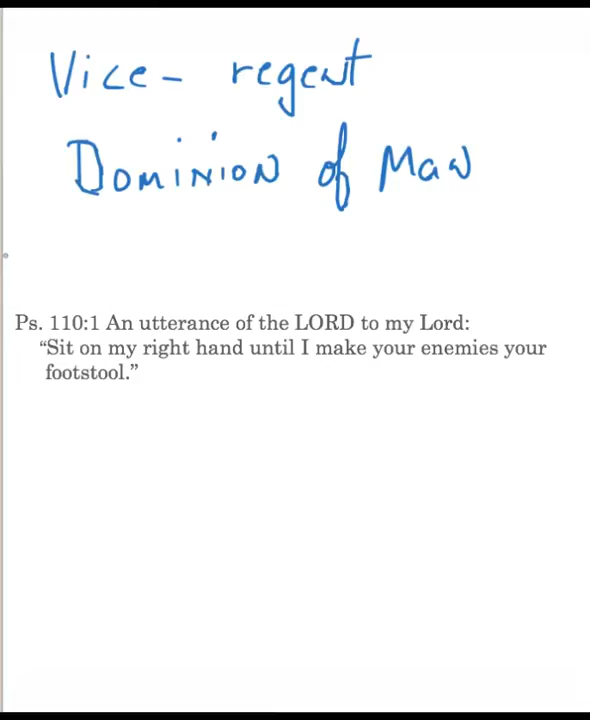 Vice- regent
Dominion of Man
Ps. 110:1 An utterance of the LORD to my Lord:
“Sit on my right hand until I make your enemies your
footstool.”